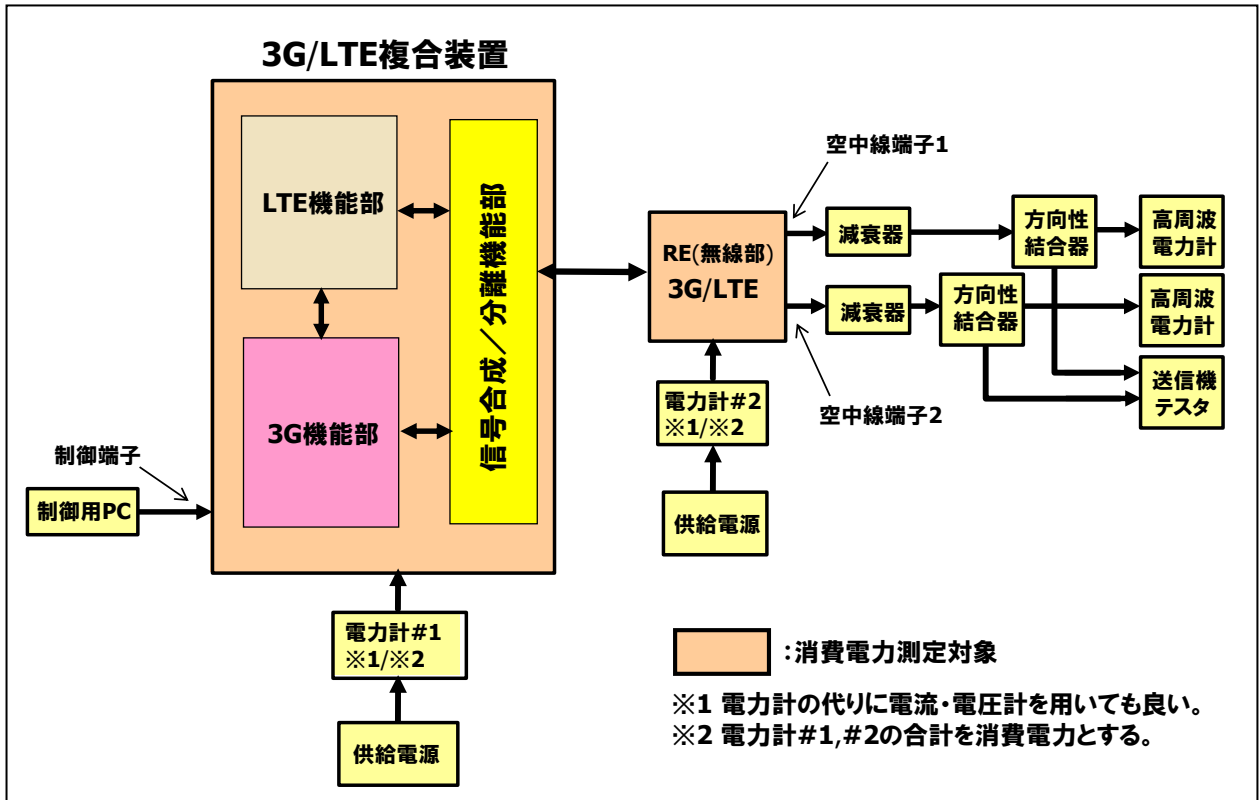 3G/LTE複合装置
LTE機能部
3G機能部
信号合成／分離機能部
制御端子
制御用PC
電力計#1
※1/※2
供給電源
RE(無線部)
3G/LTE
電力計#2
※1/※2
供給電源
空中線端子1
空中線端子2
減衰器
減衰器
方向性
結合器
方向性
結合器
高周波
電力計
高周波
電力計
送信機
テスタ
:消費電力測定対象
※1 電力計の代りに電流・電圧計を用いても良い。
※2 電力計#1,#2の合計を消費電力とする。